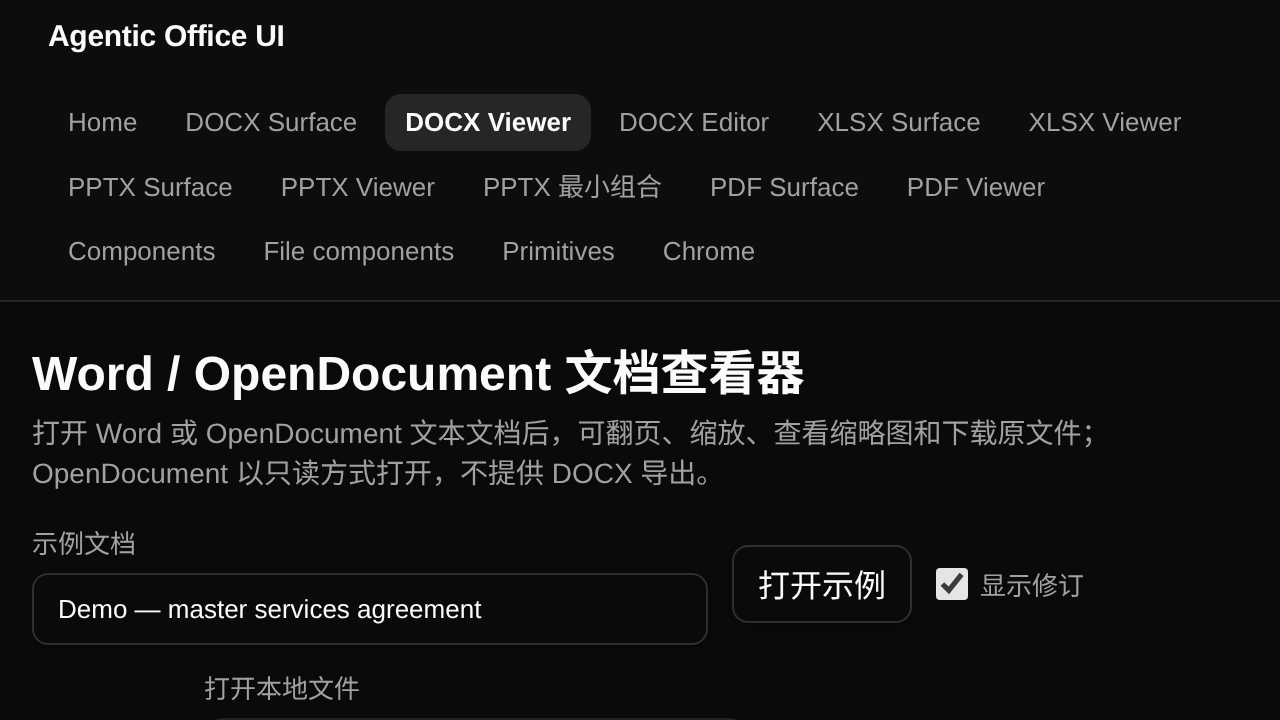 Agentic Office UI
Home DOCX Surface DOCX Viewer DOCX Editor XLSX Surface XLSX Viewer
PPTX Surface PPTX Viewer PPTX 最小组合 PDF Surface PDF Viewer
Components File components Primitives Chrome
Word / OpenDocument 文档查看器
打开 Word 或 OpenDocument 文本文档后，可翻页、缩放、查看缩略图和下载原文件；
OpenDocument 以只读方式打开，不提供 DOCX 导出。
示例文档
Demo — master services agreement 打开示例 显示修订
打开本地文件